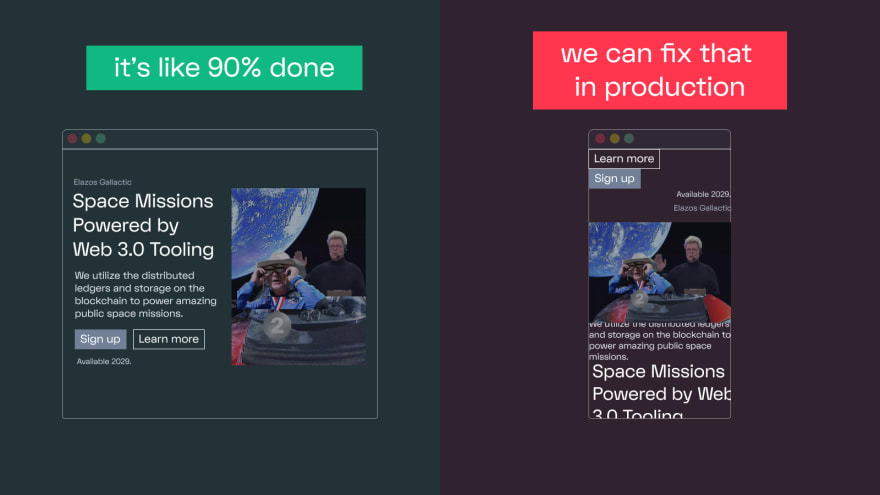 it's like 90% done
Elazos Gallactic
Space Missions
Powered by
Web 3.0 Tooling
We utilize the distributed
ledgers and storage on the
blockchain to power amazing
public space missions.
Sign up
Learn more
Available 2029.
2
we can fix that
in production
Learn more
Sign up
Available 2029.
Elazos Gallactic
2
We utilize the distributed ledgers
and storage on the blockchain to
power amazing public space
missions.
Space Missions
Powered by Web
3.0 Tooling